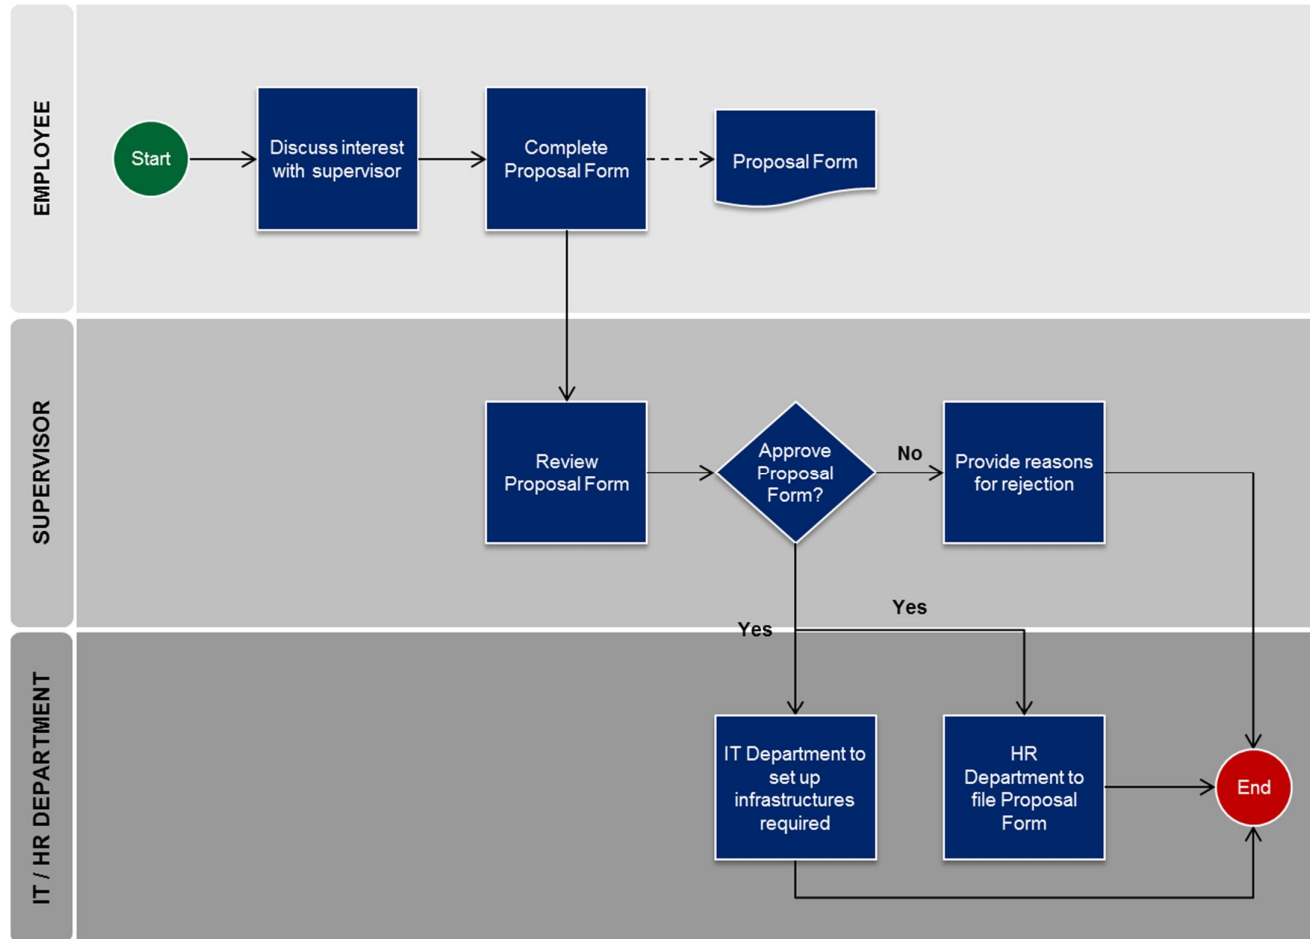 EMPLOYEE
Start
Discuss interest
with supervisor
Complete
Proposal Form
Proposal Form
SUPERVISOR
Review
Proposal Form
Approve
Proposal
Form?
No
Provide reasons
for rejection
Yes
Yes
IT / HR DEPARTMENT
IT Department to
set up
infrastructures
required
HR
Department to
file Proposal
Form
End